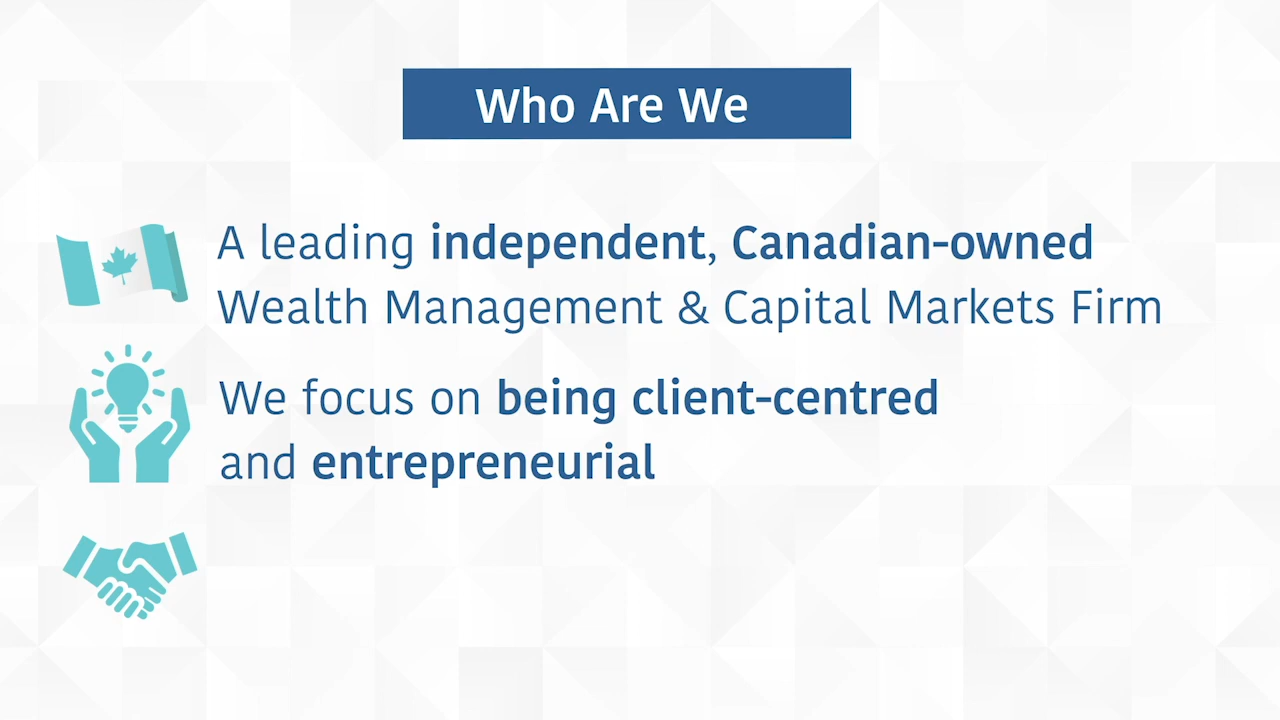 Who Are We
A leading independent, Canadian-owned
Wealth Management & Capital Markets Firm
We focus on being client-centred
and entrepreneurial